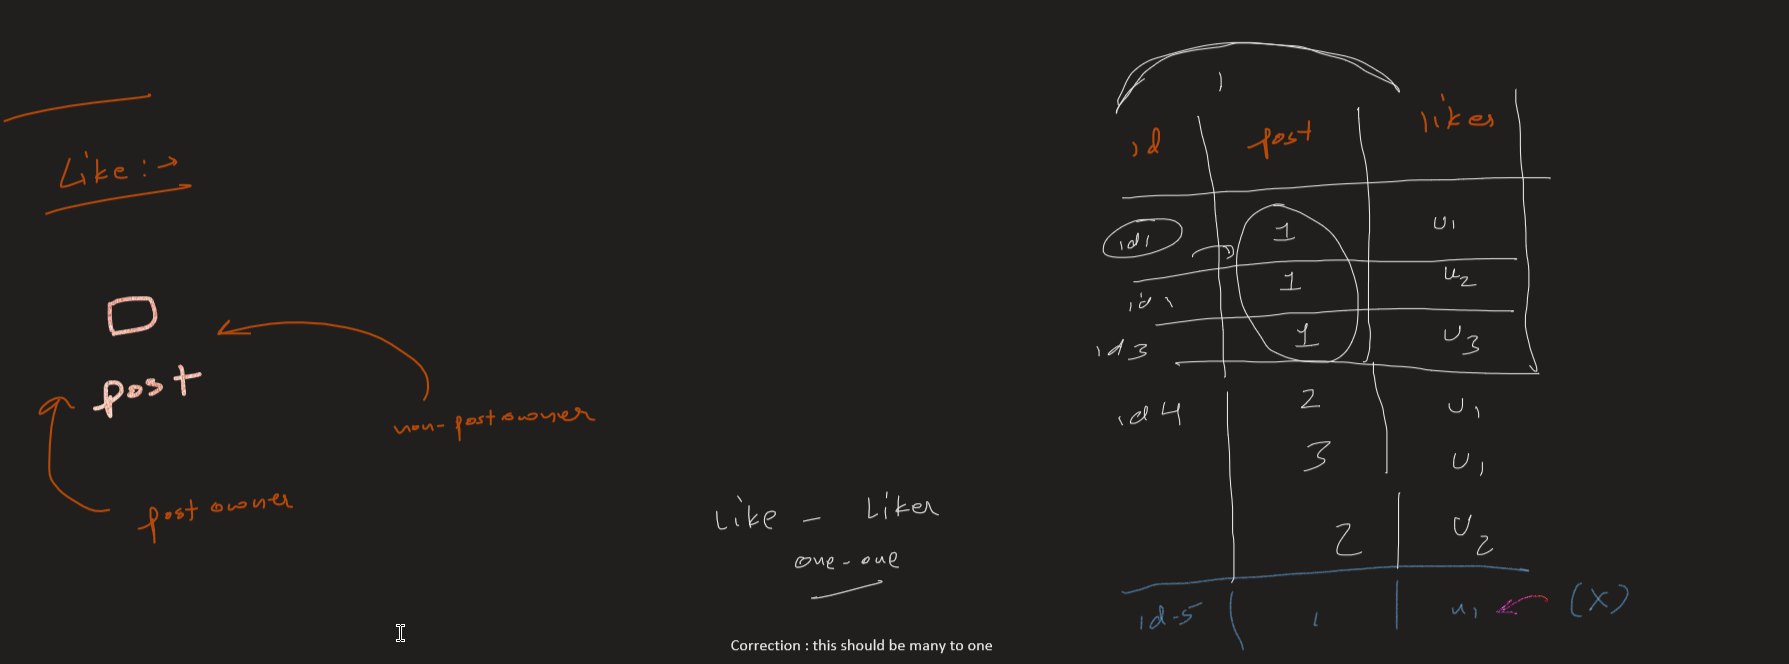 Like :→
post
non-post owner
post owner
Like - Liker
one-one
Correction : this should be many to one
1
id post likes
id1 1 u1
id1 1 u2
id3 1 u3
id4 2 u1
3 u1
2 u2
id-5 1 u1 (X)